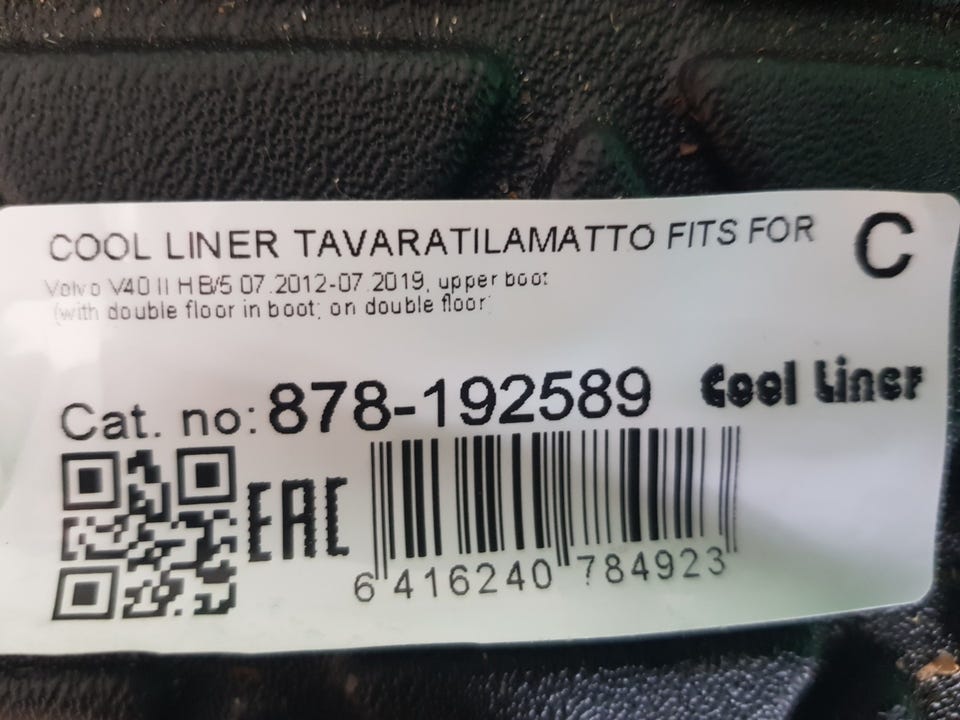 COOL LINER TAVARATILAMATTO FITS FOR
C
Volvo V40 II HB/5 07.2012-07.2019, upper boot
(with double floor in boot; on double floor)
Cat. no: 878-192589
Cool Liner
EAC
6 416240 784923